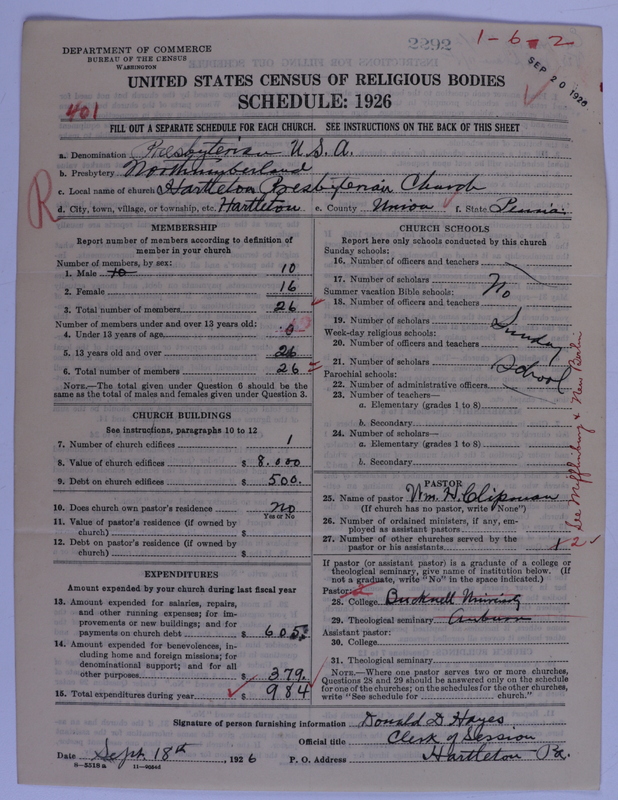 2292
1-6-2
SEP 20 1926
DEPARTMENT OF COMMERCE
BUREAU OF THE CENSUS
WASHINGTON
UNITED STATES CENSUS OF RELIGIOUS BODIES
SCHEDULE: 1926
401
FILL OUT A SEPARATE SCHEDULE FOR EACH CHURCH. SEE INSTRUCTIONS ON THE BACK OF THIS SHEET
a. Denomination Presbyterian U.S.A.
b. Presbytery Northumberland
c. Local name of church Hartleton Presbyterian Church
R
d. City, town, village, or township, etc. Hartleton e. County Union f. State Penna.
MEMBERSHIP
Report number of members according to definition of
member in your church
Number of members, by sex:
1. Male 10 10
2. Female 16
3. Total number of members 26
Number of members under and over 13 years old:
4. Under 13 years of age 0
5. 13 years old and over 26
6. Total number of members 26
NOTE.—The total given under Question 6 should be
same as the total of males and females given under Question 3.
CHURCH BUILDINGS
See instructions, paragraphs 10 to 12
7. Number of church edifices 1
8. Value of church edifices $ 8.000
9. Debt on church edifices $ 500.
10. Does church own pastor's residence No
Yes or No
11. Value of pastor's residence (if owned by
church) $
12. Debt on pastor's residence (if owned by
church) $
EXPENDITURES
Amount expended by your church during last fiscal year
13. Amount expended for salaries, repairs,
and other running expenses; for im-
provements or new buildings; and for
payments on church debt $ 605
14. Amount expended for benevolences, in-
cluding home and foreign missions; for
denominational support; and for all
other purposes $ 379.
15. Total expenditures during year $ 984
CHURCH SCHOOLS
Report here only schools conducted by this church
Sunday schools:
16. Number of officers and teachers
17. Number of scholars
Summer vacation Bible schools: No
18. Number of officers and teachers
19. Number of scholars
Week-day religious schools: Sunday
20. Number of officers and teachers
21. Number of scholars School
Parochial schools:
22. Number of administrative officers
23. Number of teachers—
a. Elementary (grades 1 to 8)
b. Secondary
24. Number of scholars—
a. Elementary (grades 1 to 8)
b. Secondary
See Mifflinburg & New Berlin
PASTOR
25. Name of pastor Wm. H. Clipman
(If church has no pastor, write "None")
26. Number of ordained ministers, if any, em-
ployed as assistant pastors
27. Number of other churches served by the
pastor or his assistants 1 2
If pastor (or assistant pastor) is a graduate of a college or
theological seminary, give name of institution below. (If
not a graduate, write "No" in the space indicated.)
Pastor:
28. College Bucknell University
29. Theological seminary Auburn
Assistant pastor:
30. College
31. Theological seminary
NOTE.—Where one pastor serves two or more churches,
Questions 28 and 29 should be answered only on the schedule
for one of the churches; on the schedules for the other churches,
write "See schedule for church."
Signature of person furnishing information Donald D Hayes
Official title Clerk of Session
Date Sept. 18th, 1926 P. O. Address Hartleton Pa.
8-5518a 11-9056d